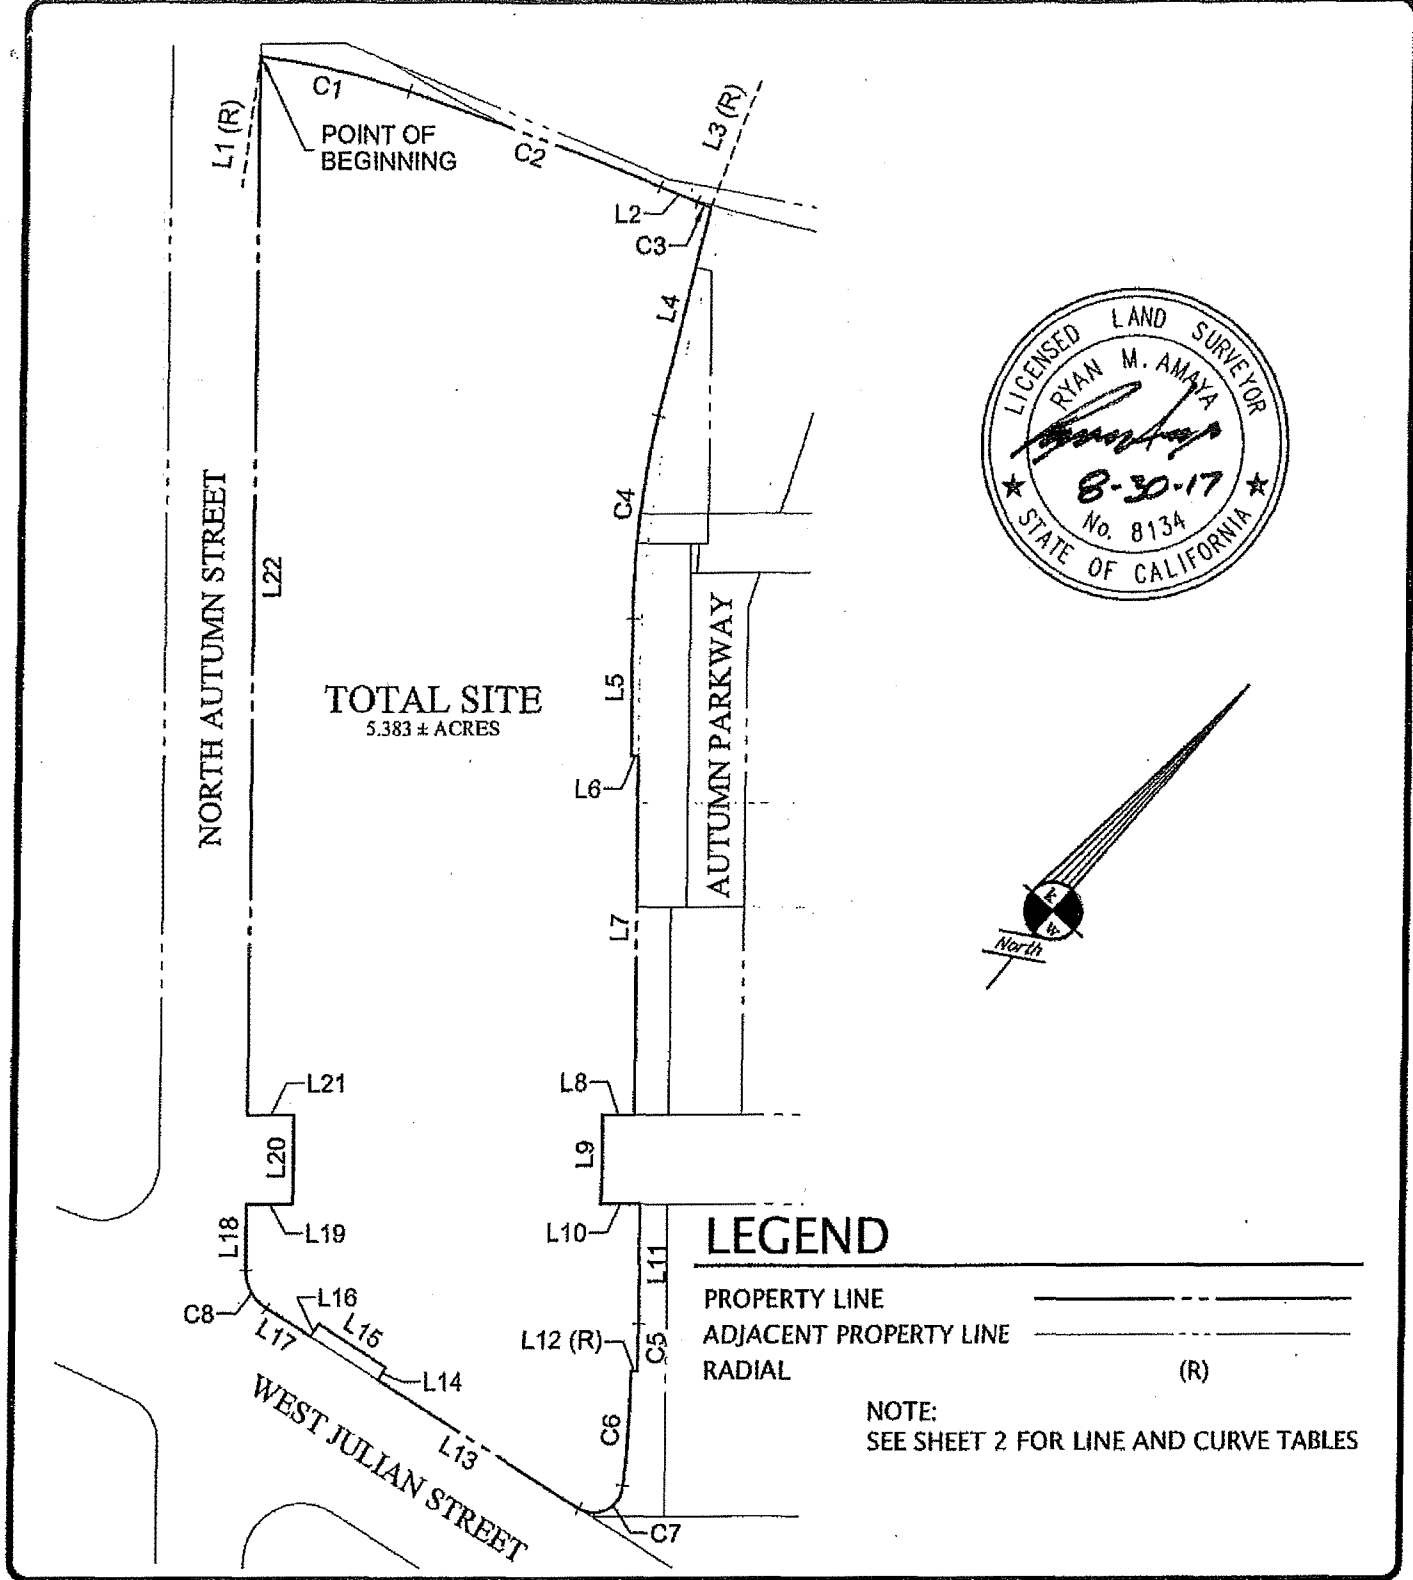 C1
L1 (R)
POINT OF
BEGINNING
C2
L3 (R)
L2
C3
L4
C4
L22
NORTH AUTUMN STREET
TOTAL SITE
5.383 ± ACRES
L5
L6
AUTUMN PARKWAY
L7
L21
L8
L20
L9
L18
L19
L10
L11
C8
L16
L15
L17
L14
L12 (R)
C5
WEST JULIAN STREET
L13
C6
C7
LICENSED LAND SURVEYOR
RYAN M. AMAYA
8-30-17
No. 8134
STATE OF CALIFORNIA
k
w
North
LEGEND
PROPERTY LINE
ADJACENT PROPERTY LINE
RADIAL (R)
NOTE:
SEE SHEET 2 FOR LINE AND CURVE TABLES